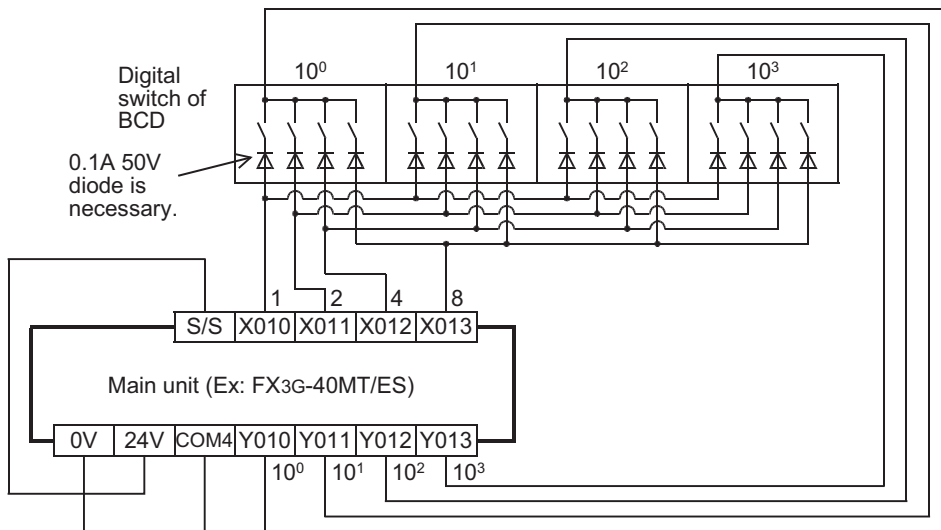 10⁰ 10¹ 10² 10³
Digital
switch of
BCD
0.1A 50V
diode is
necessary.
1 2 4 8
S/S X010 X011 X012 X013
Main unit (Ex: FX3G-40MT/ES)
0V 24V COM4 Y010 Y011 Y012 Y013
10⁰ 10¹ 10² 10³